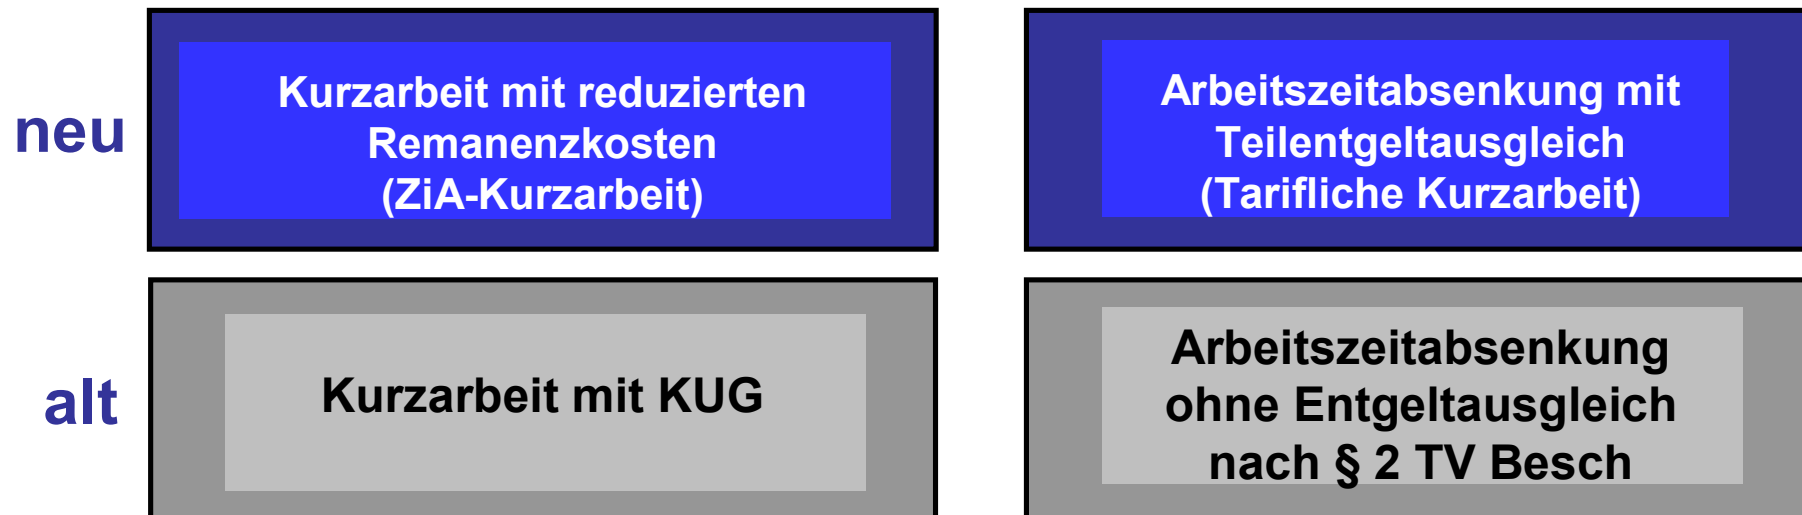 neu
Kurzarbeit mit reduzierten
Remanenzkosten
(ZiA-Kurzarbeit)
Arbeitszeitabsenkung mit
Teilentgeltausgleich
(Tarifliche Kurzarbeit)
alt
Kurzarbeit mit KUG
Arbeitszeitabsenkung
ohne Entgeltausgleich
nach § 2 TV Besch